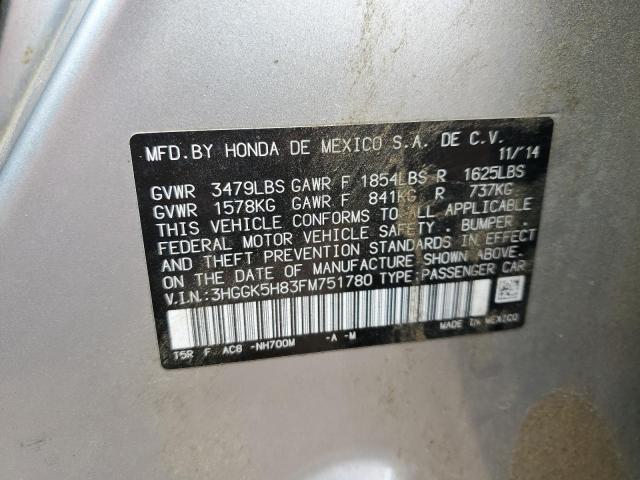 MFD. BY HONDA DE MEXICO S.A. DE C.V.
11/'14
GVWR 3479LBS GAWR F 1854LBS R 1625LBS
GVWR 1578KG GAWR F 841KG R 737KG
THIS VEHICLE CONFORMS TO ALL APPLICABLE
FEDERAL MOTOR VEHICLE SAFETY, BUMPER,
AND THEFT PREVENTION STANDARDS IN EFFECT
ON THE DATE OF MANUFACTURE SHOWN ABOVE.
V.I.N.:3HGGK5H83FM751780 TYPE:PASSENGER CAR
T5R F AC8 -NH700M -A -M
MADE IN MEXICO